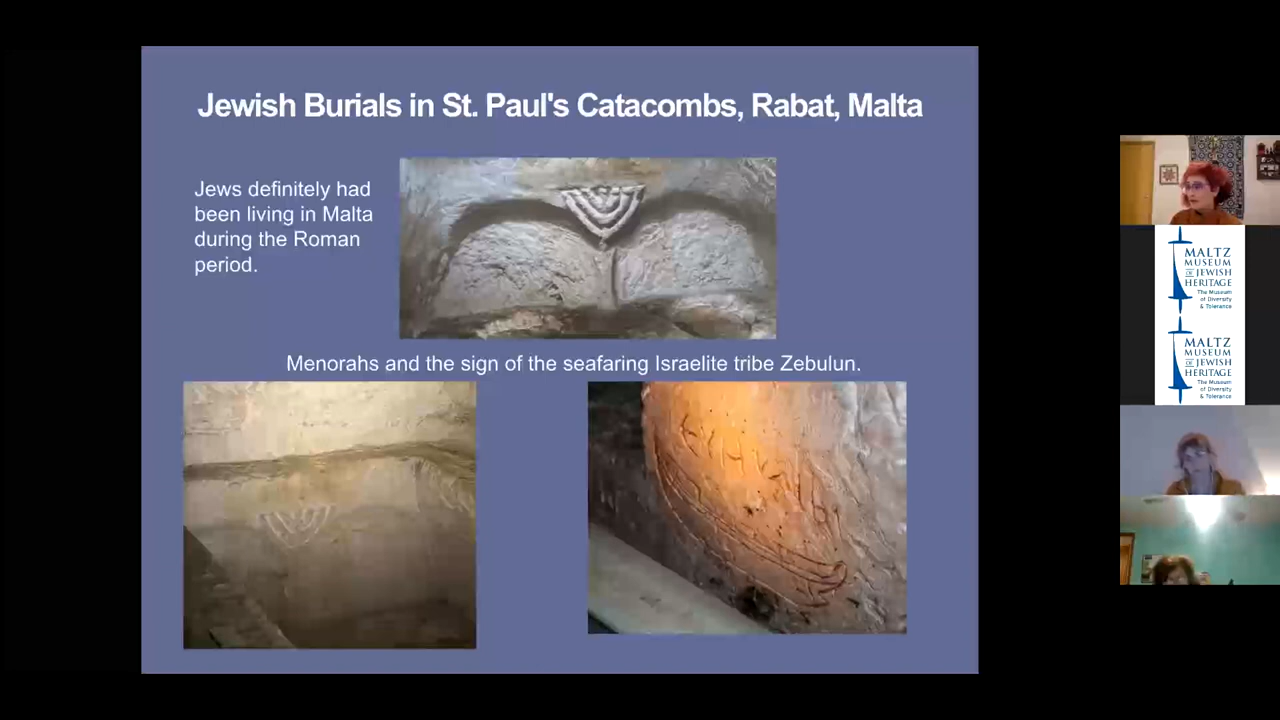 Jewish Burials in St. Paul's Catacombs, Rabat, Malta
Jews definitely had
been living in Malta
during the Roman
period.
Menorahs and the sign of the seafaring Israelite tribe Zebulun.
MALTZ
MUSEUM
OF JEWISH
HERITAGE
The Museum
of Diversity
& Tolerance
MALTZ
MUSEUM
OF JEWISH
HERITAGE
The Museum
of Diversity
& Tolerance